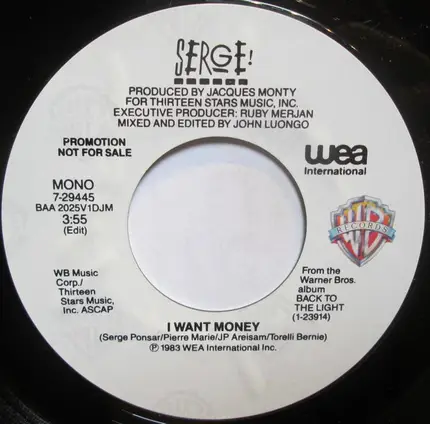 SERGE!
PRODUCED BY JACQUES MONTY
FOR THIRTEEN STARS MUSIC, INC.
EXECUTIVE PRODUCER: RUBY MERJAN
MIXED AND EDITED BY JOHN LUONGO
PROMOTION
NOT FOR SALE
wea
International
MONO
7-29445
BAA 2025V1DJM
3:55
(Edit)
WB
RECORDS
WB Music
Corp./
Thirteen
Stars Music,
Inc. ASCAP
From the
Warner Bros.
album
BACK TO
THE LIGHT
(1-23914)
I WANT MONEY
(Serge Ponsar/Pierre Marie/JP Areisam/Torelli Bernie)
℗ 1983 WEA International Inc.